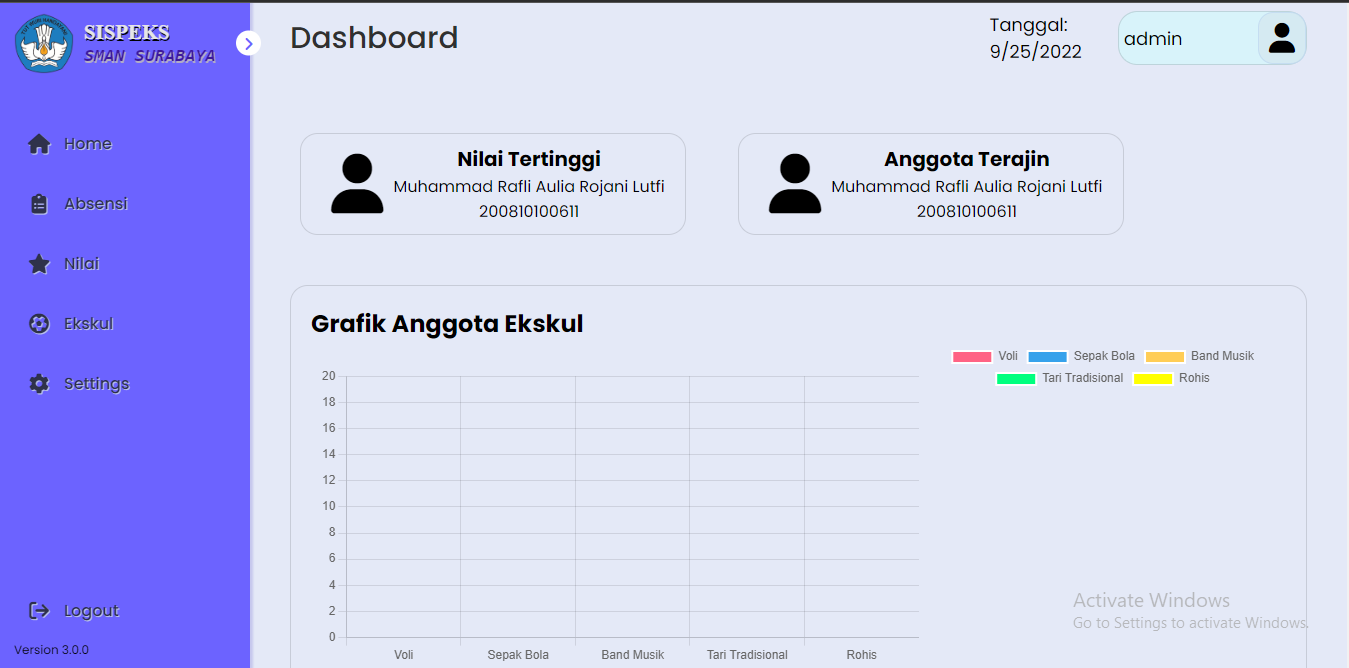 SISPEKS
SMAN SURABAYA
Home
Absensi
Nilai
Ekskul
Settings
Logout
Version 3.0.0
Dashboard
Tanggal:
9/25/2022
admin
Nilai Tertinggi
Muhammad Rafli Aulia Rojani Lutfi
200810100611
Anggota Terajin
Muhammad Rafli Aulia Rojani Lutfi
200810100611
Grafik Anggota Ekskul
Voli Sepak Bola Band Musik
Tari Tradisional Rohis
20
18
16
14
12
10
8
6
4
2
0
Voli Sepak Bola Band Musik Tari Tradisional Rohis
Activate Windows
Go to Settings to activate Windows.